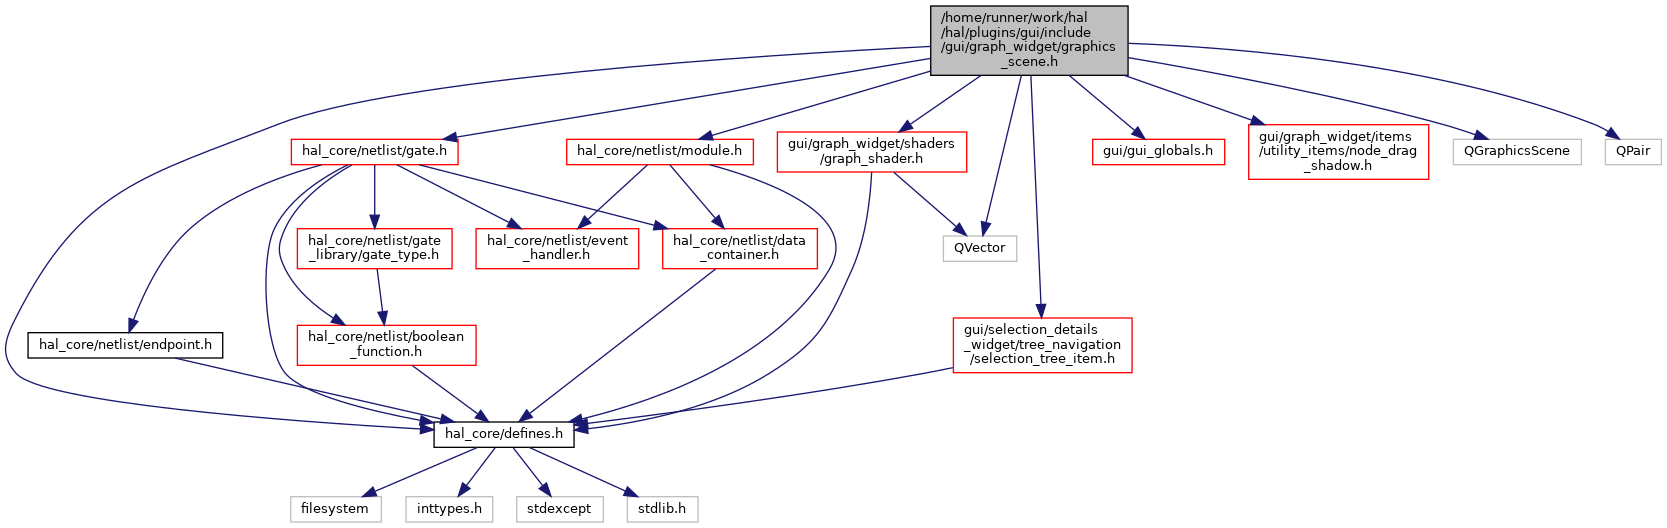 /home/runner/work/hal
/hal/plugins/gui/include
/gui/graph_widget/graphics
_scene.h
hal_core/netlist/gate.h
hal_core/netlist/module.h
gui/graph_widget/shaders
/graph_shader.h
gui/gui_globals.h
gui/graph_widget/items
/utility_items/node_drag
_shadow.h
QGraphicsScene
QPair
hal_core/netlist/gate
_library/gate_type.h
hal_core/netlist/event
_handler.h
hal_core/netlist/data
_container.h
QVector
hal_core/netlist/endpoint.h
hal_core/netlist/boolean
_function.h
gui/selection_details
_widget/tree_navigation
/selection_tree_item.h
hal_core/defines.h
filesystem
inttypes.h
stdexcept
stdlib.h